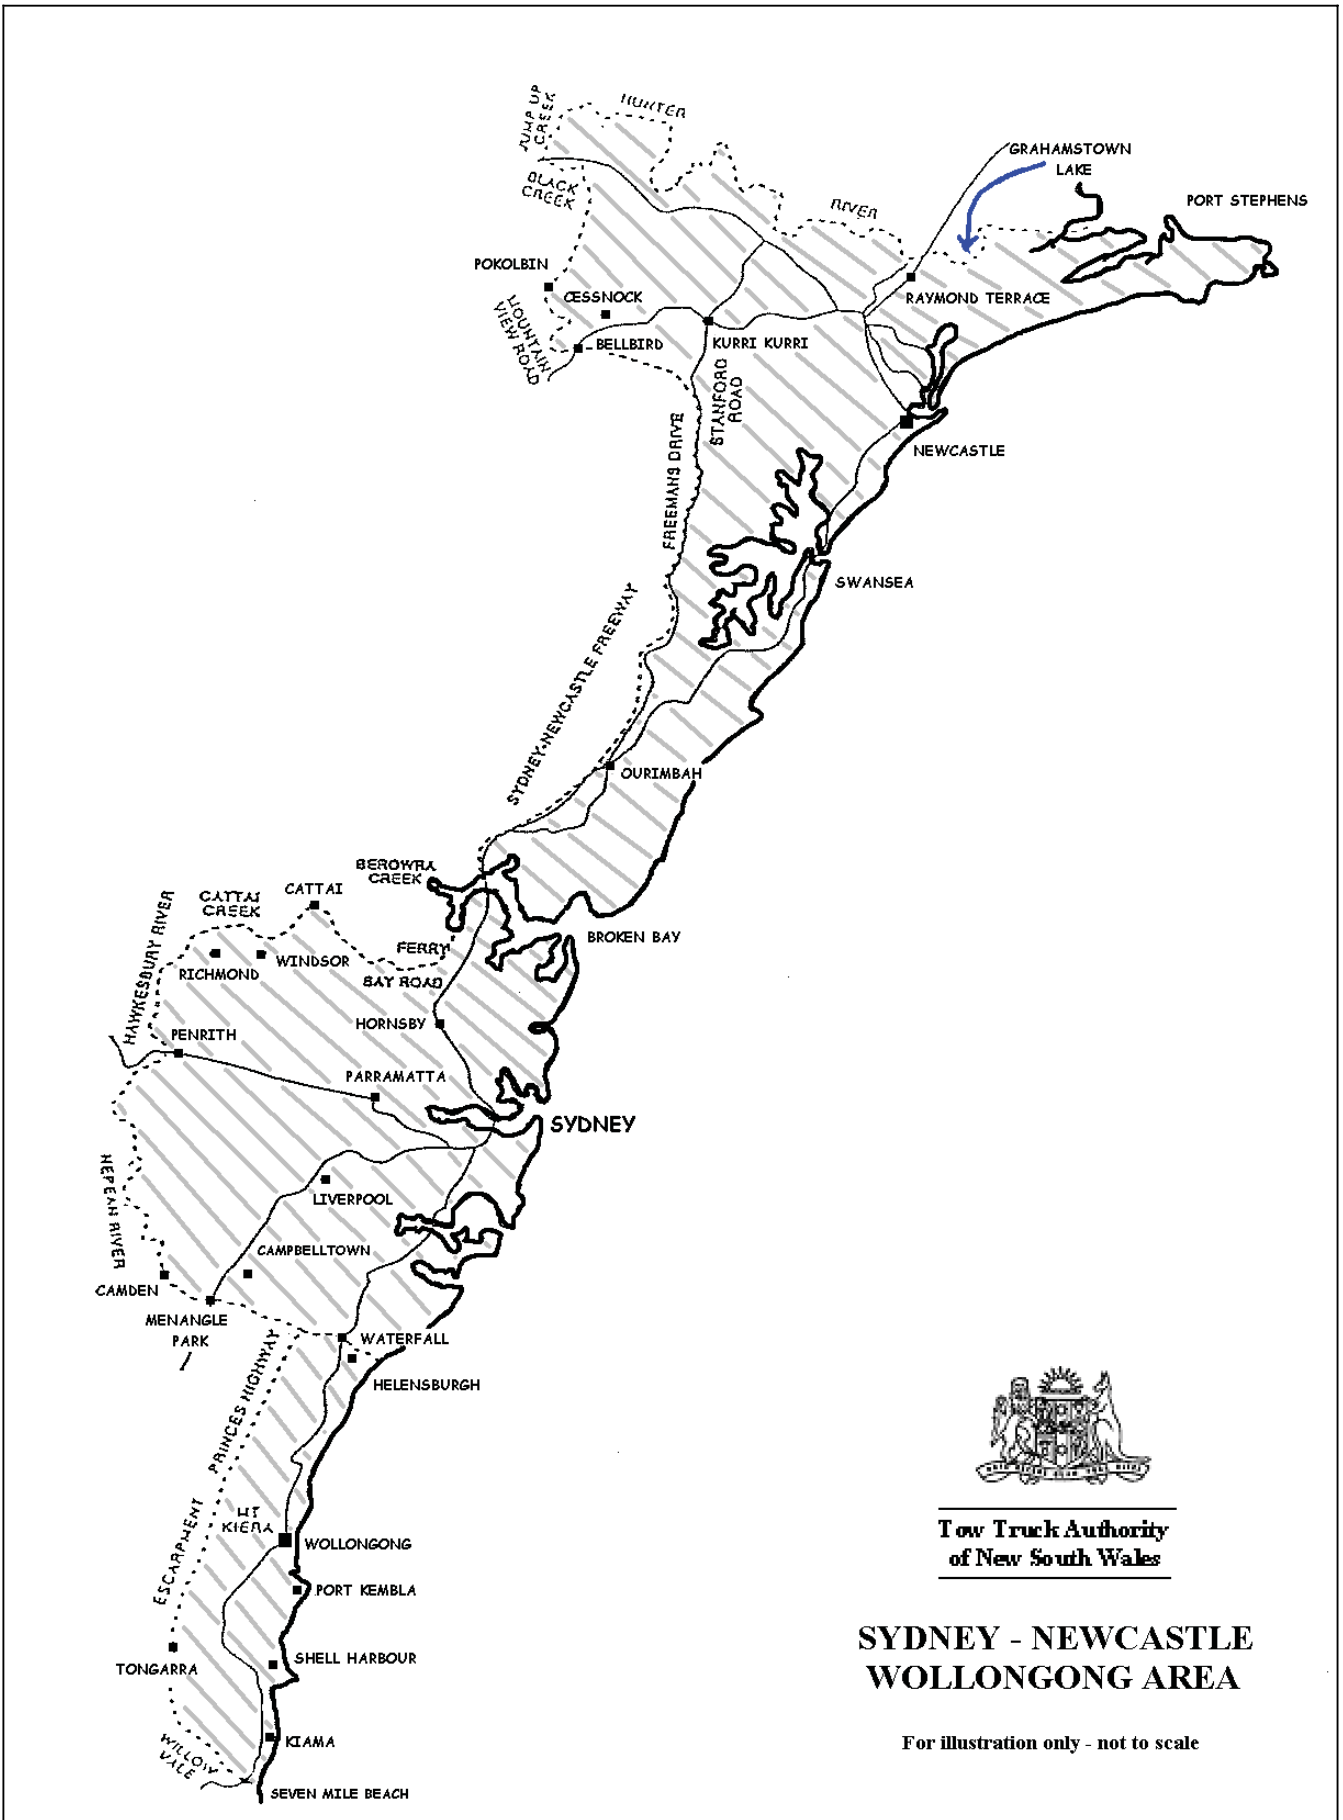 JUMP UP
CREEK
HUNTER
GRAHAMSTOWN
LAKE
BLACK
CREEK
RIVER
PORT STEPHENS
POKOLBIN
CESSNOCK
RAYMOND TERRACE
MOUNTAIN
VIEW ROAD
BELLBIRD
KURRI KURRI
STANFORD
ROAD
FREEMANS DRIVE
NEWCASTLE
SWANSEA
SYDNEY-NEWCASTLE FREEWAY
OURIMBAH
BEROWRA
CREEK
CATTAI
CREEK
CATTAI
HAWKESBURY RIVER
FERRY
BROKEN BAY
RICHMOND
WINDSOR
BAY ROAD
HORNSBY
PENRITH
PARRAMATTA
SYDNEY
NEPEAN RIVER
LIVERPOOL
CAMPBELLTOWN
CAMDEN
MENANGLE
PARK
WATERFALL
PRINCES HIGHWAY
HELENSBURGH
ESCARPMENT
MT
KIERA
WOLLONGONG
PORT KEMBLA
TONGARRA
SHELL HARBOUR
WILLOW
VALE
KIAMA
SEVEN MILE BEACH
Tow Truck Authority
of New South Wales
SYDNEY - NEWCASTLE
WOLLONGONG AREA
For illustration only - not to scale